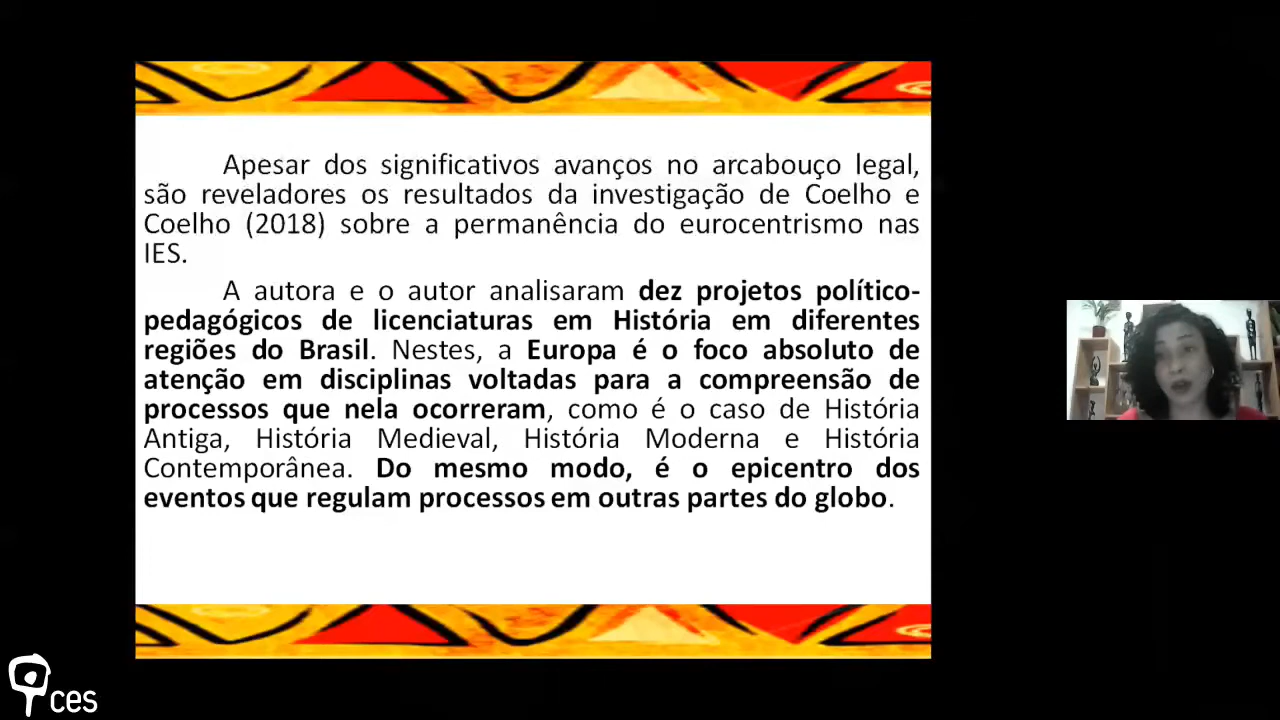 Apesar dos significativos avanços no arcabouço legal,
são reveladores os resultados da investigação de Coelho e
Coelho (2018) sobre a permanência do eurocentrismo nas
IES.
A autora e o autor analisaram dez projetos político-
pedagógicos de licenciaturas em História em diferentes
regiões do Brasil. Nestes, a Europa é o foco absoluto de
atenção em disciplinas voltadas para a compreensão de
processos que nela ocorreram, como é o caso de História
Antiga, História Medieval, História Moderna e História
Contemporânea. Do mesmo modo, é o epicentro dos
eventos que regulam processos em outras partes do globo.
ces